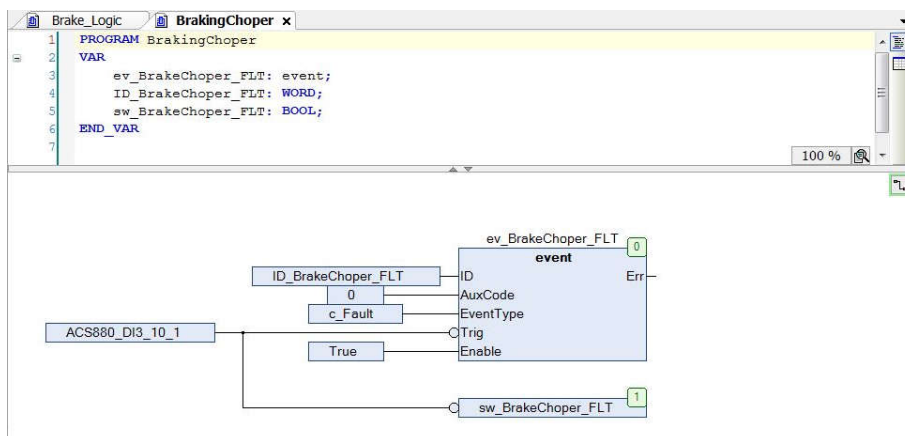 Brake_Logic BrakingChoper x
1 PROGRAM BrakingChoper
2 VAR
3 ev_BrakeChoper_FLT: event;
4 ID_BrakeChoper_FLT: WORD;
5 sw_BrakeChoper_FLT: BOOL;
6 END_VAR
7
100 %
ev_BrakeChoper_FLT 0
event
ID_BrakeChoper_FLT ID Err
0 AuxCode
c_Fault EventType
ACS880_DI3_10_1 Trig
True Enable
sw_BrakeChoper_FLT 1